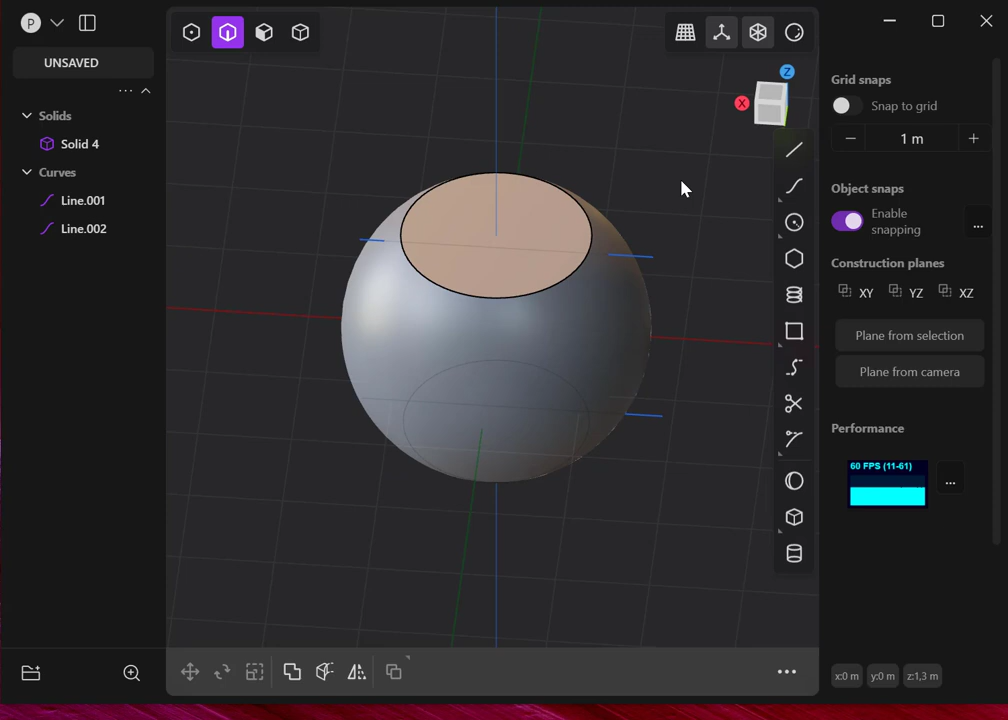 P
UNSAVED
Solids
Solid 4
Curves
Line.001
Line.002
Z
X
Grid snaps
Snap to grid
1 m
Object snaps
Enable
snapping
...
Construction planes
XY
YZ
XZ
Plane from selection
Plane from camera
Performance
60 FPS (11-61)
...
x:0 m
y:0 m
z:1,3 m